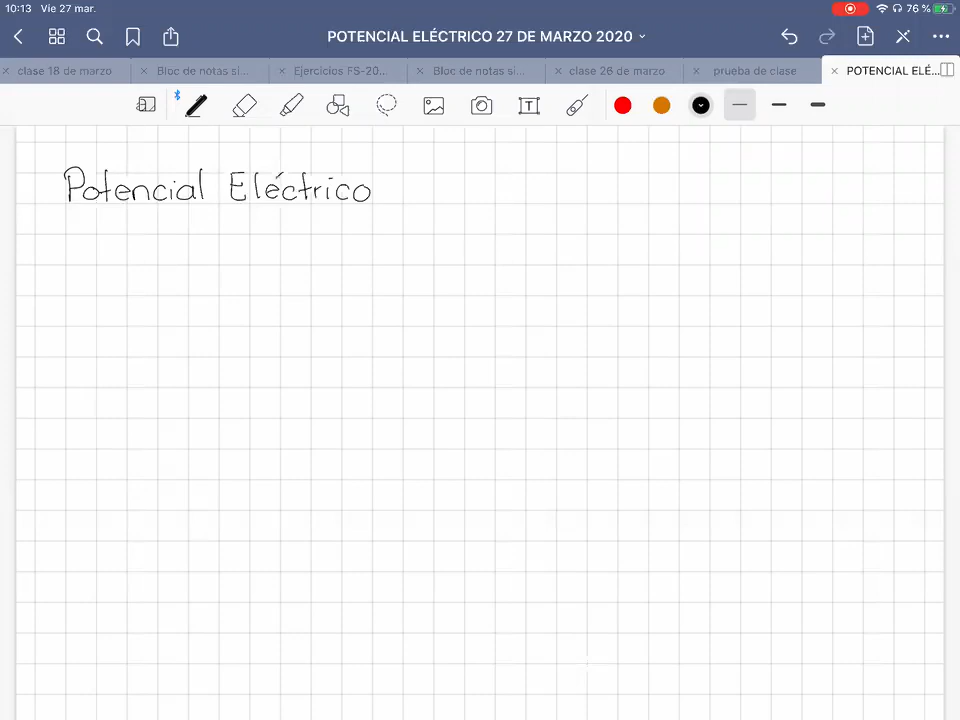 10:13 Vie 27 mar. 76 %
POTENCIAL ELÉCTRICO 27 DE MARZO 2020
clase 18 de marzo Bloc de notas si... Ejercicios FS-20... Bloc de notas si... clase 26 de marzo prueba de clase POTENCIAL ELÉ...
T
Potencial Eléctrico